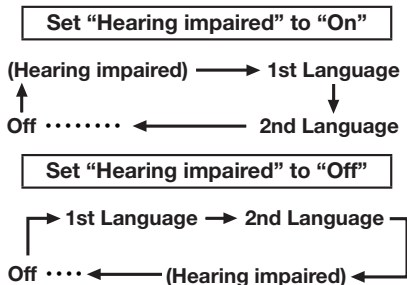 Set “Hearing impaired” to “On”
(Hearing impaired) 1st Language
Off ········ 2nd Language
Set “Hearing impaired” to “Off”
1st Language 2nd Language
Off ···· (Hearing impaired)